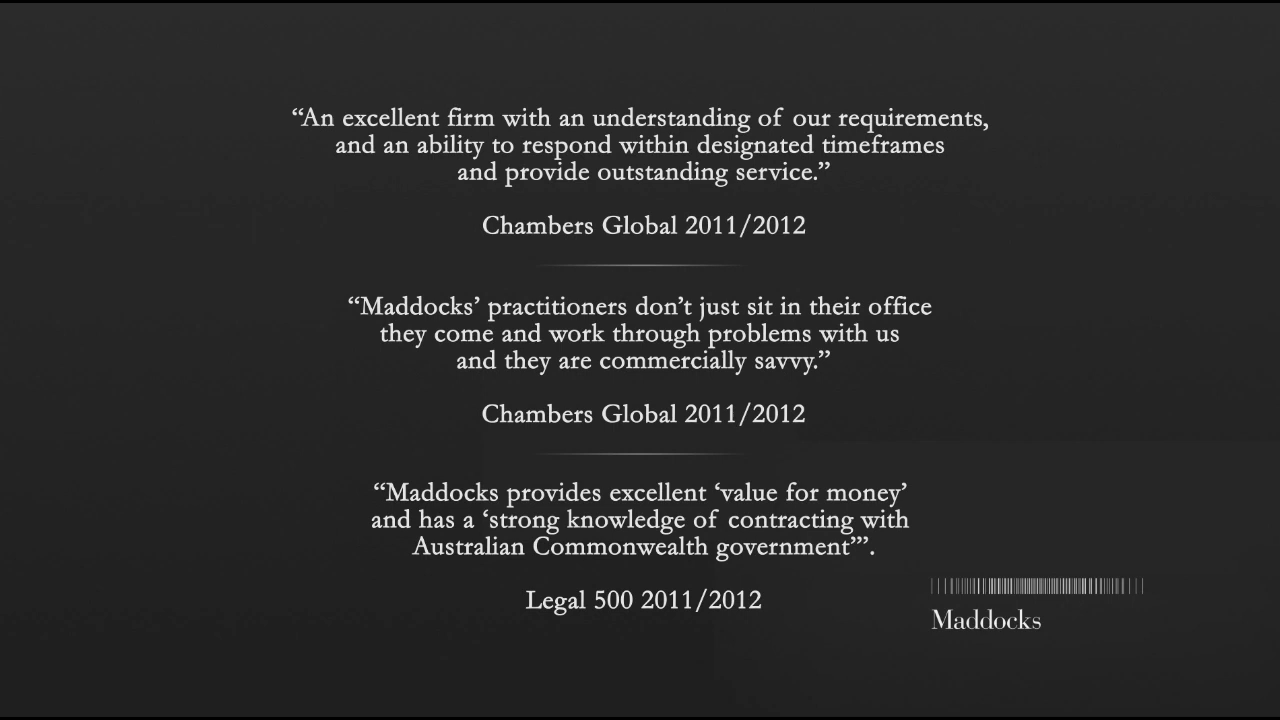 “An excellent firm with an understanding of our requirements,
and an ability to respond within designated timeframes
and provide outstanding service.”
Chambers Global 2011/2012
“Maddocks’ practitioners don’t just sit in their office
they come and work through problems with us
and they are commercially savvy.”
Chambers Global 2011/2012
“Maddocks provides excellent ‘value for money’
and has a ‘strong knowledge of contracting with
Australian Commonwealth government’”.
Legal 500 2011/2012
Maddocks